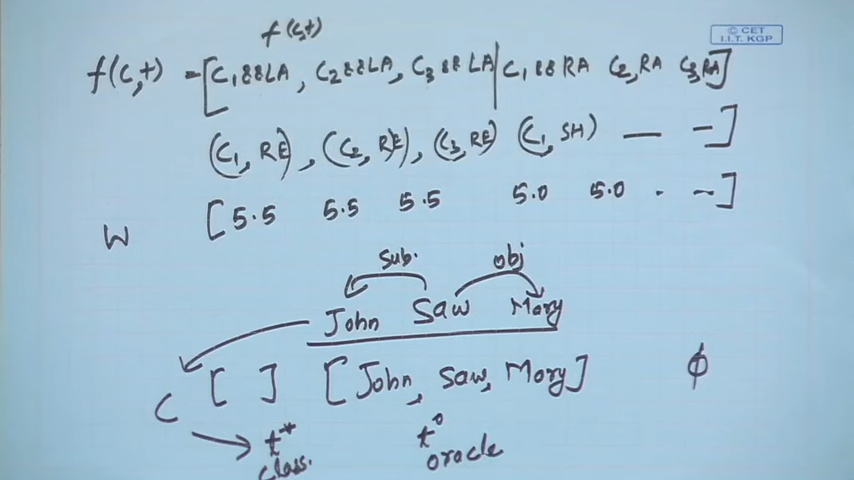 f(c,t)
© CET
I.I.T. KGP
f(c,t) = [C₁&&LA, C₂&&LA, C₃&&LA | C₁&&RA C₂,RA C₃,RA]
(C₁, RE), (C₂, RE), (C₃, RE) (C₁, SH) — -]
W [5.5 5.5 5.5 5.0 5.0 . -]
Sub. obj
John Saw Mary
C [ ] [John, Saw, Mary] φ
t* t⁰
class. oracle